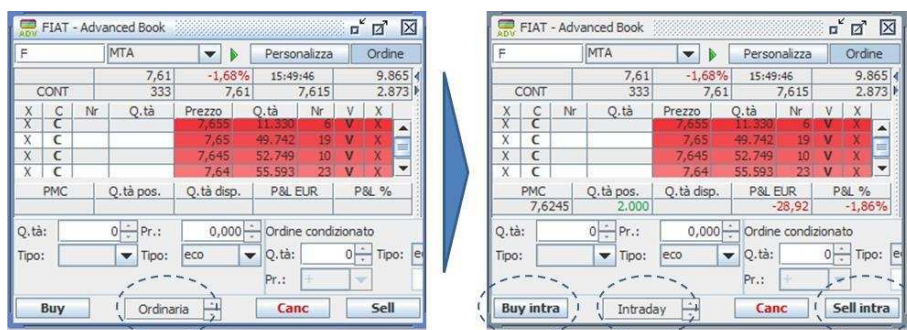 ADV FIAT - Advanced Book
F MTA Personalizza Ordine
7,61 -1,68% 15:49:46 9.865
CONT 333 7,61 7,615 2.873
X C Nr Q.tà Prezzo Q.tà Nr V X
X C 7,655 11.330 6 V X
X C 7,65 49.742 19 V X
X C 7,645 52.749 10 V X
X C 7,64 55.593 23 V X
PMC Q.tà pos. Q.tà disp. P&L EUR P&L %
Q.tà: 0 Pr.: 0,000 Ordine condizionato
Tipo: Tipo: eco Q.tà: 0 Tipo: e
Pr.: +
Buy Ordinaria Canc Sell
ADV FIAT - Advanced Book
F MTA Personalizza Ordine
7,61 -1,68% 15:49:46 9.865
CONT 333 7,61 7,615 2.873
X C Nr Q.tà Prezzo Q.tà Nr V X
X C 7,655 11.330 6 V X
X C 7,65 49.742 19 V X
X C 7,645 52.749 10 V X
X C 7,64 55.593 23 V X
PMC Q.tà pos. Q.tà disp. P&L EUR P&L %
7,6245 2.000 -28,92 -1,86%
Q.tà: 0 Pr.: 0,000 Ordine condizionato
Tipo: Tipo: eco Q.tà: 0 Tipo: e
Pr.: +
Buy intra Intraday Canc Sell intra